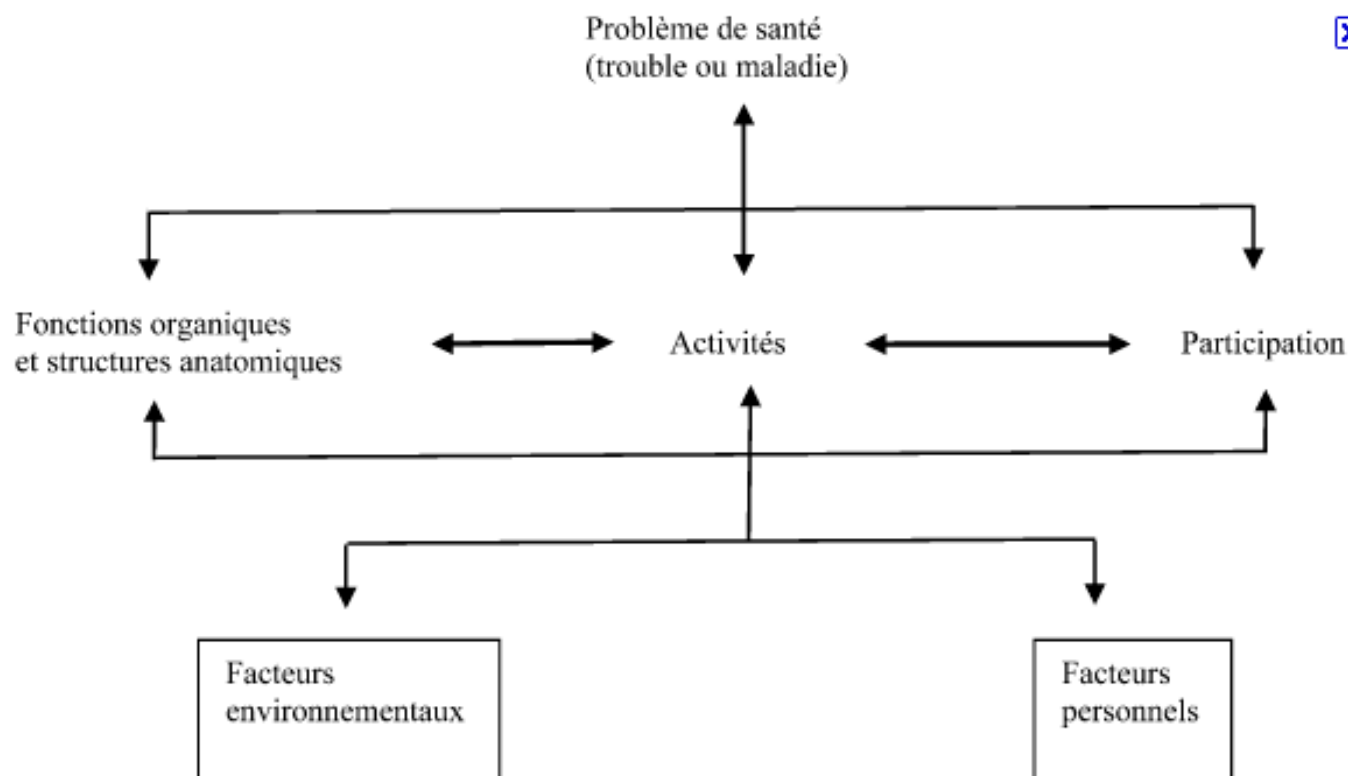 Problème de santé
(trouble ou maladie)
Fonctions organiques
et structures anatomiques
Activités
Participation
Facteurs
environnementaux
Facteurs
personnels